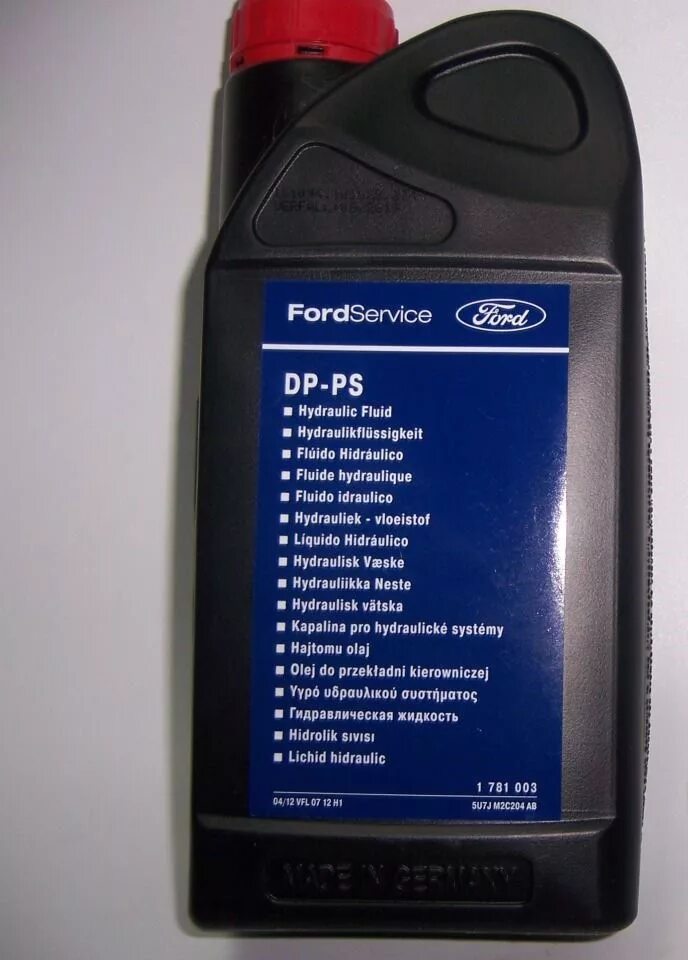 FordService Ford
DP-PS
Hydraulic Fluid
Hydraulikflüssigkeit
Flúido Hidráulico
Fluide hydraulique
Fluido idraulico
Hydrauliek - vloeistof
Líquido Hidráulico
Hydraulisk Væske
Hydrauliikka Neste
Hydraulisk vätska
Kapalina pro hydraulické systémy
Hajtomu olaj
Olej do przekładni kierowniczej
Υγρό υδραυλικού συστήματος
Гидравлическая жидкость
Hidrolik sıvısı
Lichid hidraulic
1 781 003
04/12 VFL 07 12 H1 5U7J M2C204 AB
MADE IN GERMANY